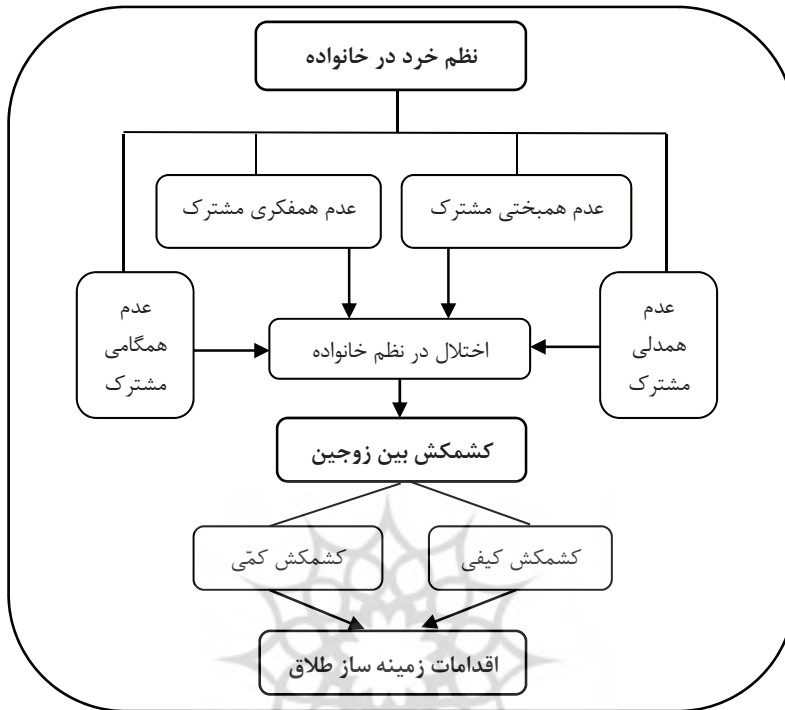 نظم خرد در خانواده
عدم همبختی مشترک
عدم همفکری مشترک
عدم
همدلی
مشترک
عدم
همگامی
مشترک
اختلال در نظم خانواده
کشمکش بین زوجین
کشمکش کیفی
کشمکش کمّی
اقدامات زمینه ساز طلاق